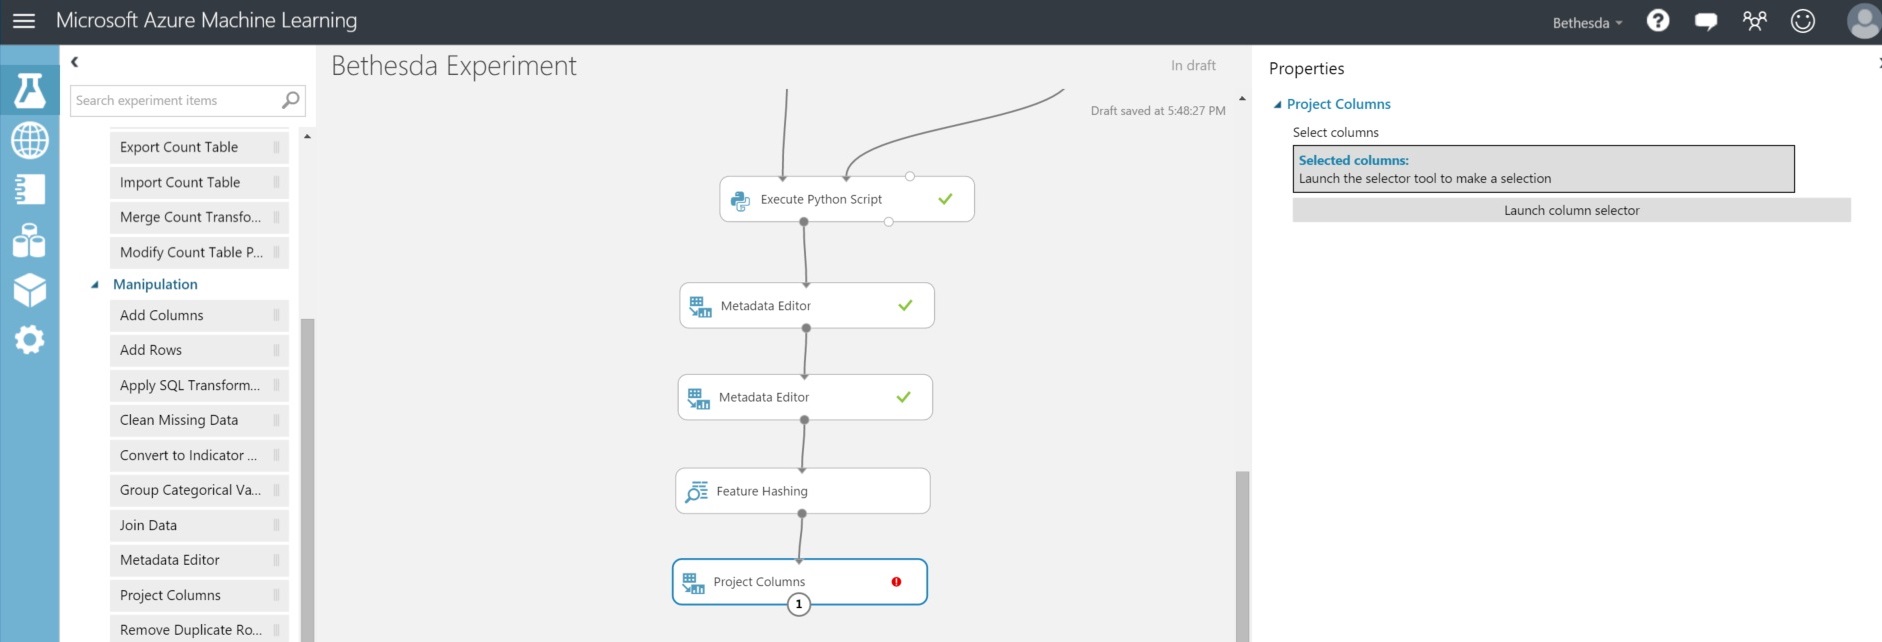 Microsoft Azure Machine Learning
Bethesda
?
Search experiment items
Export Count Table
Import Count Table
Merge Count Transfo...
Modify Count Table P...
Manipulation
Add Columns
Add Rows
Apply SQL Transform...
Clean Missing Data
Convert to Indicator ...
Group Categorical Va...
Join Data
Metadata Editor
Project Columns
Remove Duplicate Ro...
Bethesda Experiment
In draft
Draft saved at 5:48:27 PM
Execute Python Script
Metadata Editor
Metadata Editor
Feature Hashing
Project Columns
!
1
Properties
Project Columns
Select columns
Selected columns:
Launch the selector tool to make a selection
Launch column selector